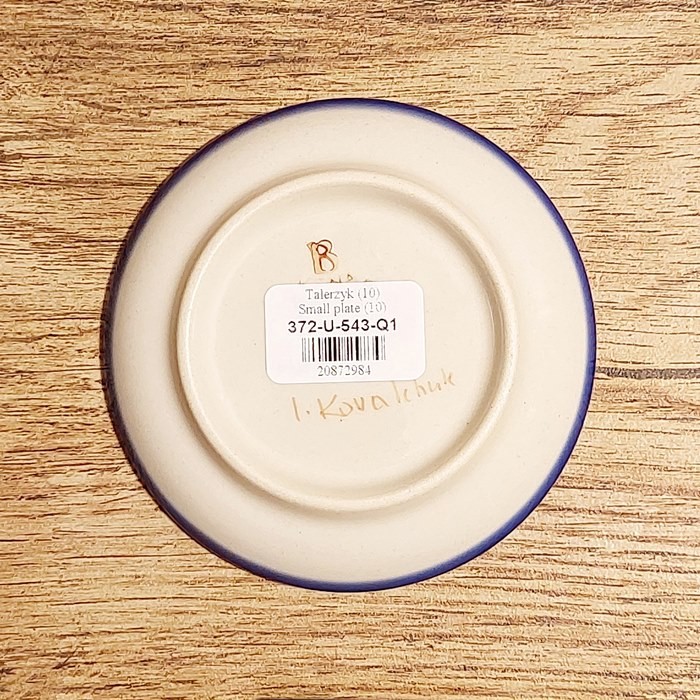 B
Talerzyk (10)
Small plate (10)
372-U-543-Q1
20872984
I. Kovalchuk